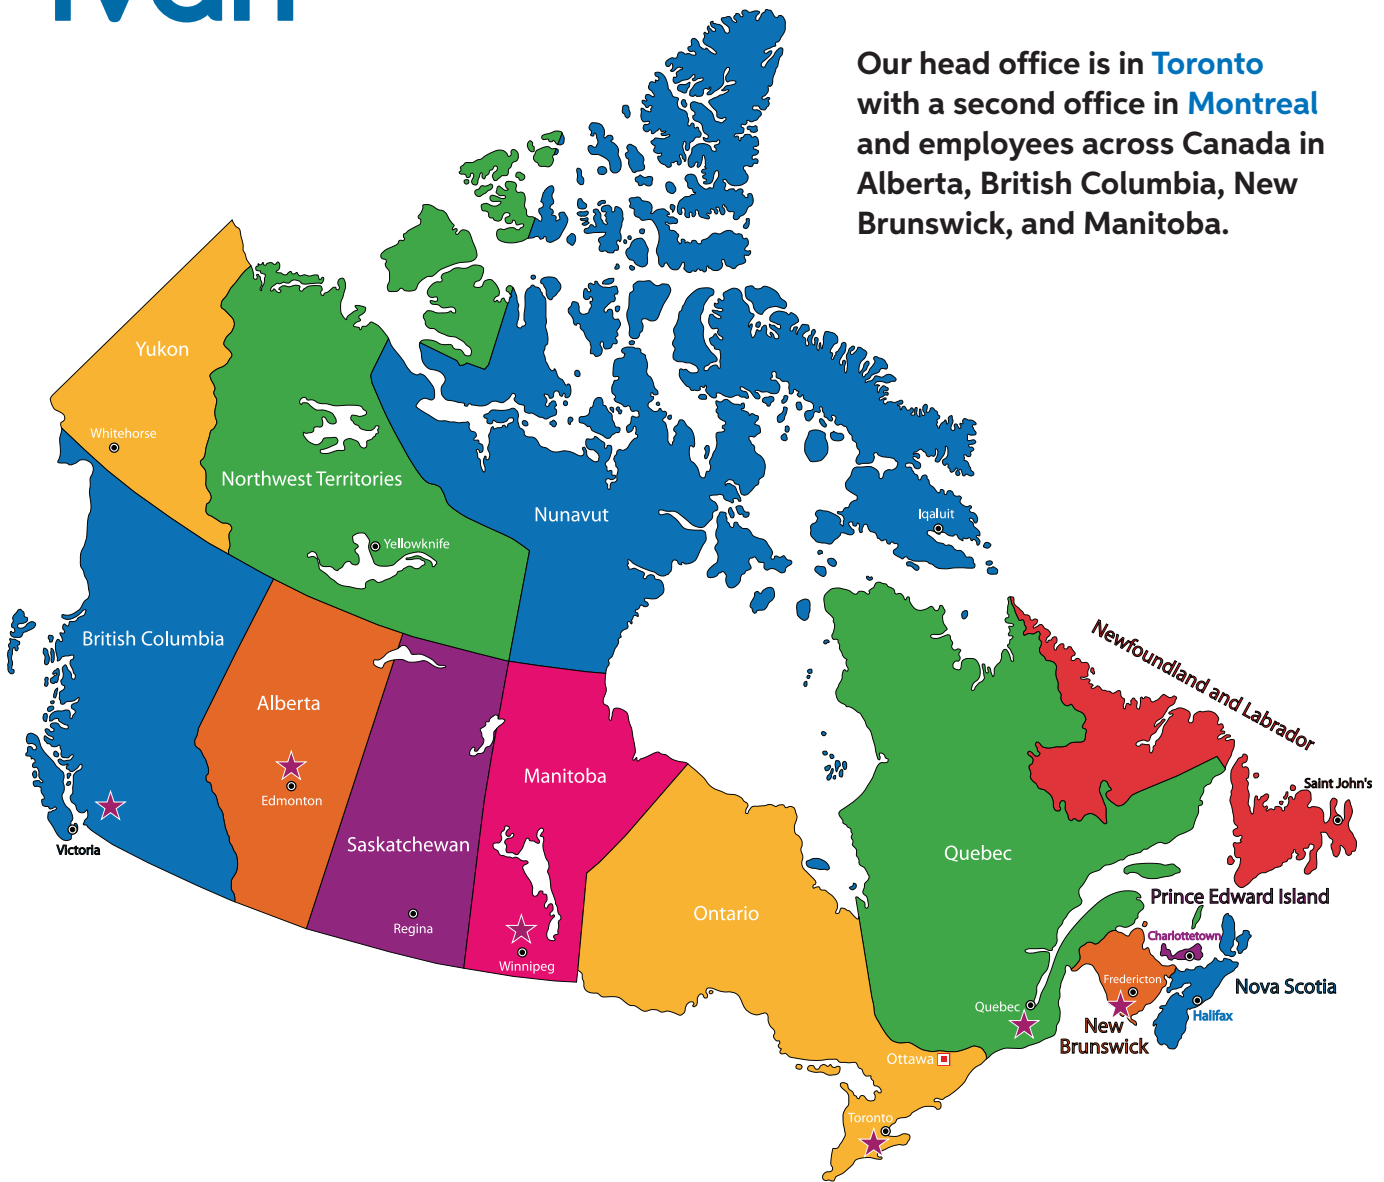 Our head office is in Toronto
with a second office in Montreal
and employees across Canada in
Alberta, British Columbia, New
Brunswick, and Manitoba.
Yukon
Whitehorse
Northwest Territories
Yellowknife
Nunavut
Iqaluit
British Columbia
Victoria
Alberta
Edmonton
Saskatchewan
Regina
Manitoba
Winnipeg
Ontario
Ottawa
Toronto
Quebec
Quebec
Newfoundland and Labrador
Saint John's
Prince Edward Island
Charlottetown
Nova Scotia
Halifax
Fredericton
New
Brunswick